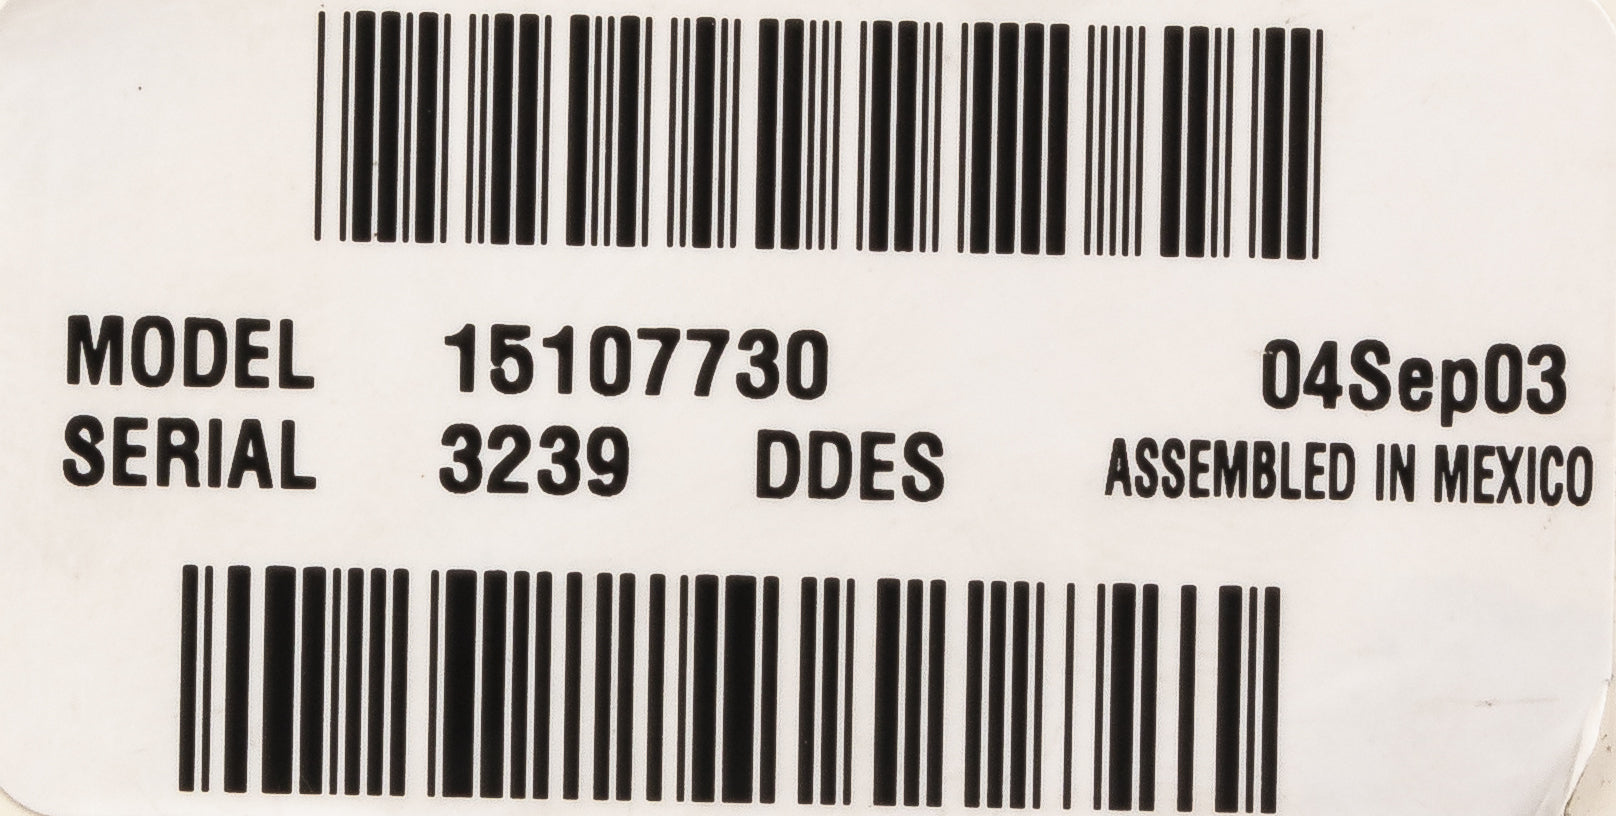 MODEL 15107730 04Sep03
SERIAL 3239 DDES ASSEMBLED IN MEXICO